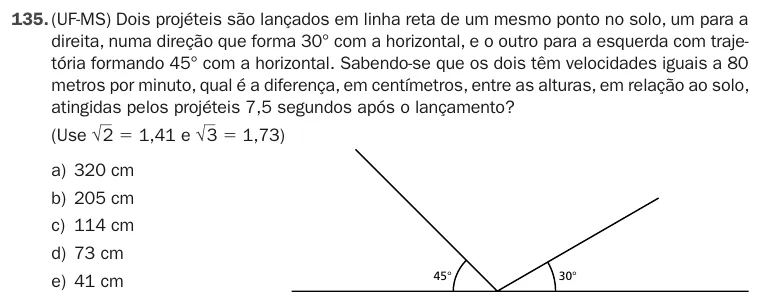 135. (UF-MS) Dois projéteis são lançados em linha reta de um mesmo ponto no solo, um para a
direita, numa direção que forma 30° com a horizontal, e o outro para a esquerda com traje-
tória formando 45° com a horizontal. Sabendo-se que os dois têm velocidades iguais a 80
metros por minuto, qual é a diferença, em centímetros, entre as alturas, em relação ao solo,
atingidas pelos projéteis 7,5 segundos após o lançamento?
(Use √2 = 1,41 e √3 = 1,73)
a) 320 cm
b) 205 cm
c) 114 cm
d) 73 cm
e) 41 cm
45° 30°